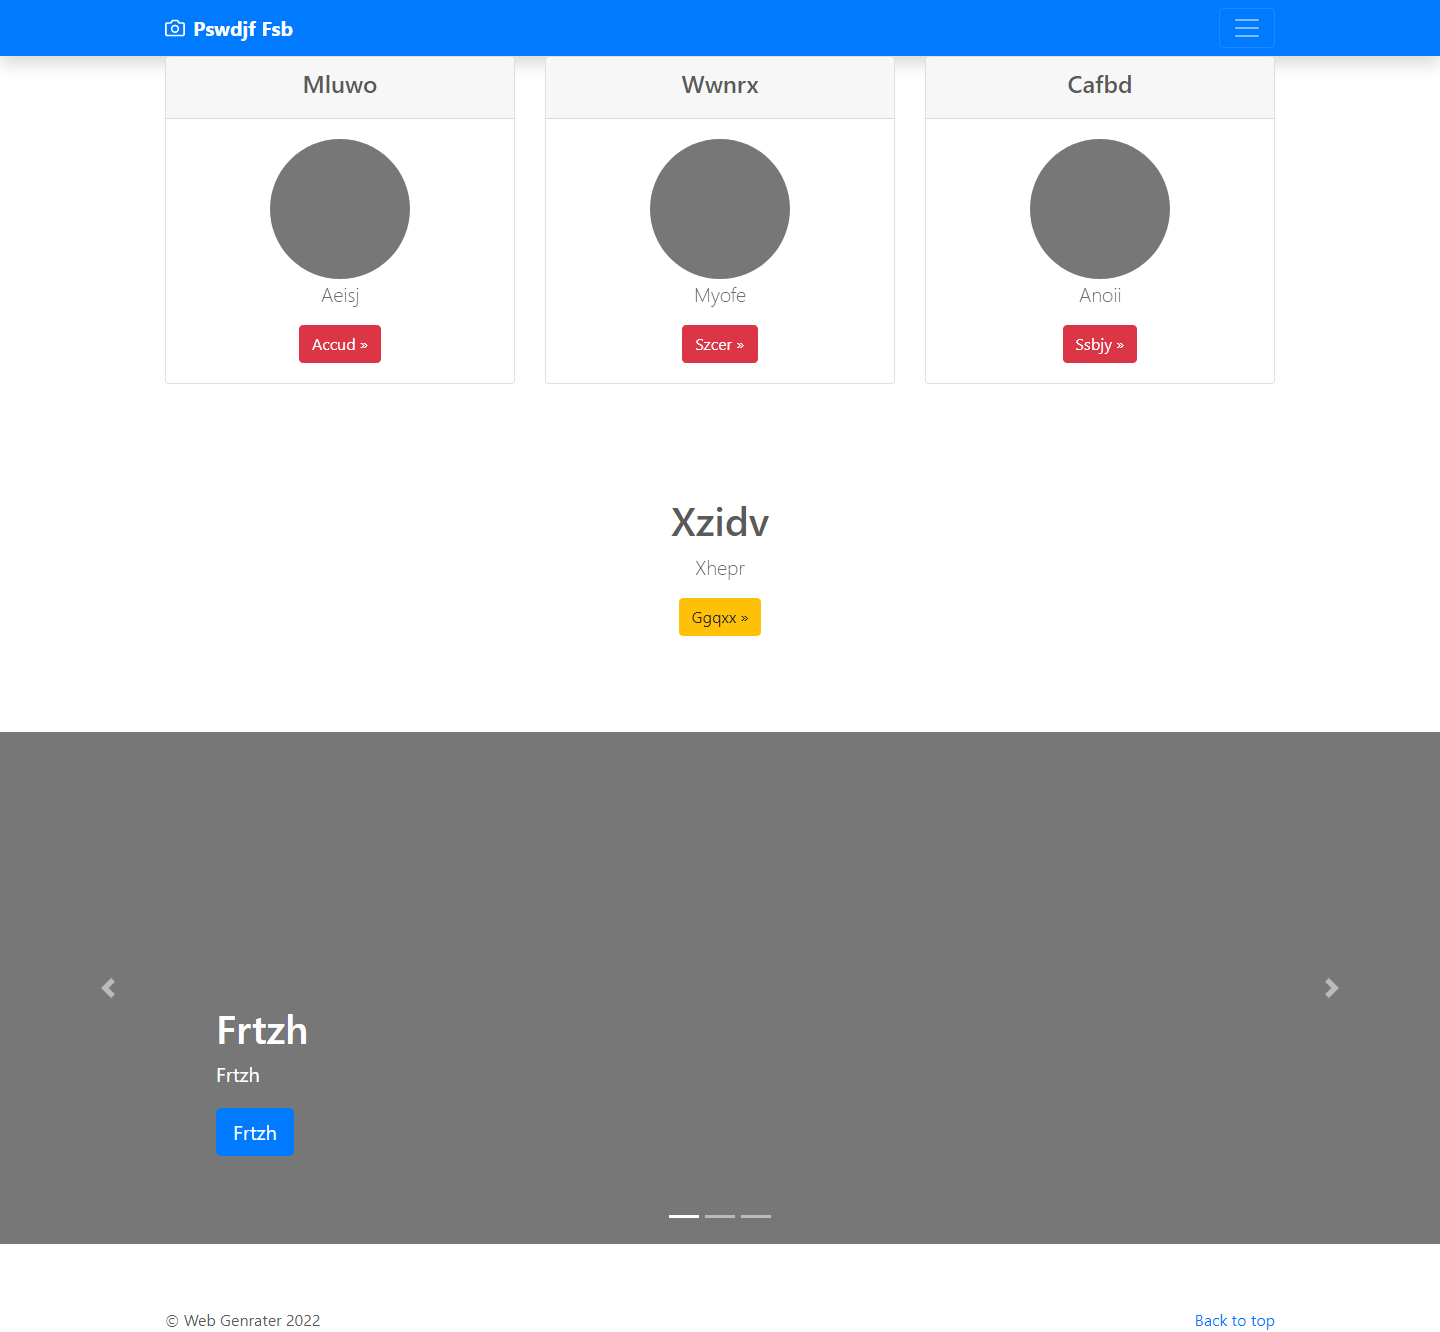 Pswdjf Fsb
Mluwo
Aeisj
Accud »
Wwnrx
Myofe
Szcer »
Cafbd
Anoii
Ssbjy »
Xzidv
Xhepr
Ggqxx »
Frtzh
Frtzh
Frtzh
© Web Genrater 2022
Back to top